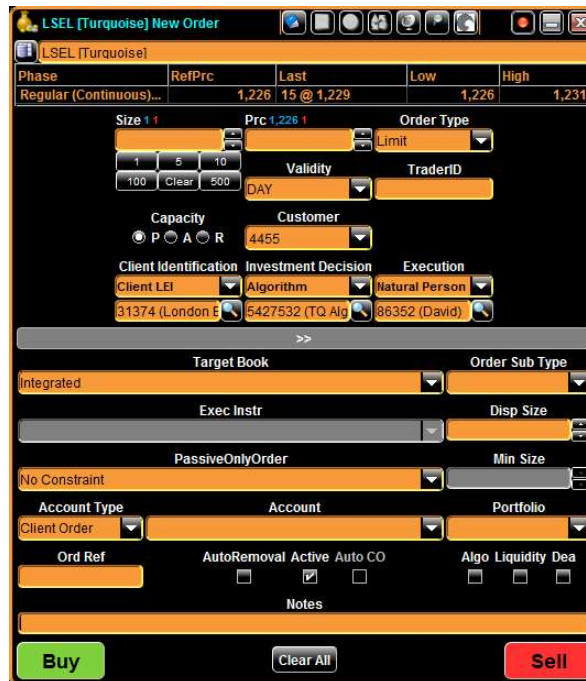 LSEL [Turquoise] New Order
LSEL [Turquoise]
Phase RefPrc Last Low High
Regular (Continuous)... 1,226 15 @ 1,229 1,226 1,231
Size 1 1 Prc 1,226 1 Order Type
Limit
1 5 10
100 Clear 500
Validity TraderID
DAY
Capacity Customer
P A R 4455
Client Identification Investment Decision Execution
Client LEI Algorithm Natural Person
31374 (London E 5427532 (TQ Alg 86352 (David)
>>
Target Book Order Sub Type
Integrated
Exec Instr Disp Size
PassiveOnlyOrder Min Size
No Constraint
Account Type Account Portfolio
Client Order
Ord Ref AutoRemoval Active Auto CO Algo Liquidity Dea
Notes
Buy Clear All Sell